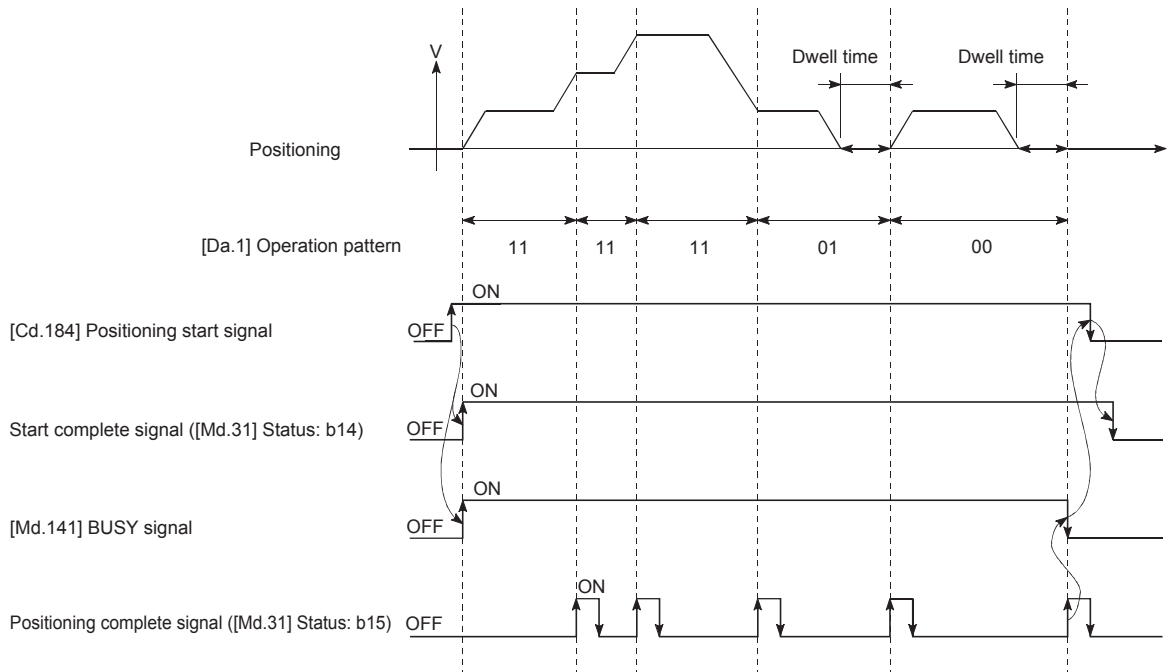 V
Dwell time
Dwell time
Positioning
[Da.1] Operation pattern
11
11
11
01
00
ON
[Cd.184] Positioning start signal
OFF
ON
Start complete signal ([Md.31] Status: b14)
OFF
ON
[Md.141] BUSY signal
OFF
ON
Positioning complete signal ([Md.31] Status: b15)
OFF